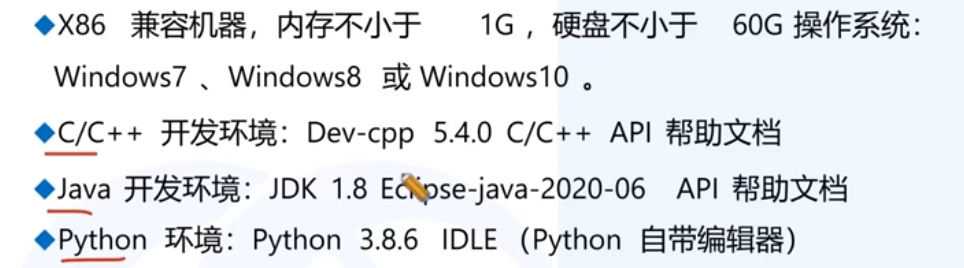 ◆X86 兼容机器，内存不小于 1G ，硬盘不小于 60G 操作系统：
Windows7 、Windows8 或 Windows10 。
◆C/C++ 开发环境：Dev-cpp 5.4.0 C/C++ API 帮助文档
◆Java 开发环境：JDK 1.8 Eclipse-java-2020-06 API 帮助文档
◆Python 环境：Python 3.8.6 IDLE（Python 自带编辑器）